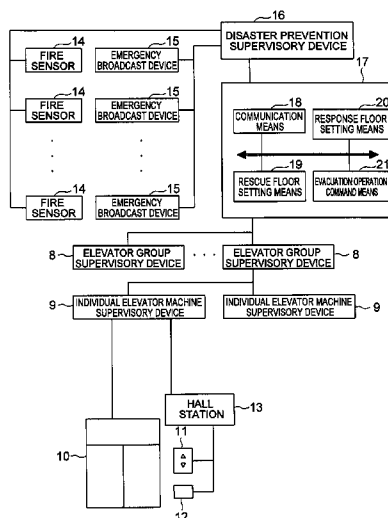 16
DISASTER PREVENTION
SUPERVISORY DEVICE
14
FIRE
SENSOR
15
EMERGENCY
BROADCAST DEVICE
17
14
FIRE
SENSOR
15
EMERGENCY
BROADCAST DEVICE
18
COMMUNICATION
MEANS
20
RESPONSE FLOOR
SETTING MEANS
14
FIRE
SENSOR
15
EMERGENCY
BROADCAST DEVICE
19
RESCUE FLOOR
SETTING MEANS
21
EVACUATION OPERATION
COMMAND MEANS
8
ELEVATOR GROUP
SUPERVISORY DEVICE
ELEVATOR GROUP
SUPERVISORY DEVICE
8
9
INDIVIDUAL ELEVATOR MACHINE
SUPERVISORY DEVICE
INDIVIDUAL ELEVATOR MACHINE
SUPERVISORY DEVICE
9
HALL
STATION
13
11
10
12